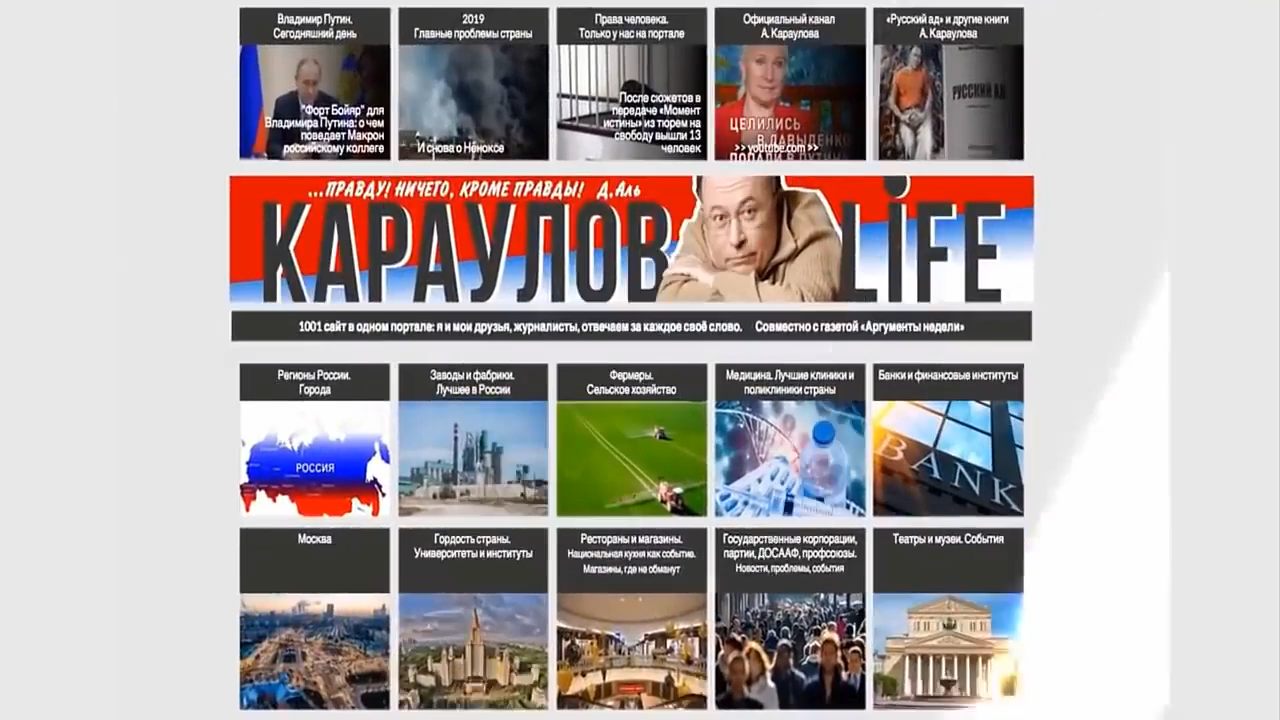 Владимир Путин.
Сегодняшний день
"Форт Бойяр" для
Владимира Путина: о чем
поведает Макрон
российскому коллеге
2019
Главные проблемы страны
И снова о Нёноксе
Права человека.
Только у нас на портале
После сюжетов в
передаче «Момент
истины» из тюрем на
свободу вышли 13
человек
Официальный канал
А. Караулова
ЦЕЛИЛИСЬ
В ДАВЫДЕНКО
ПОПАЛИ В ПУТИН
>> youtube.com >>
«Русский ад» и другие книги
А. Караулова
РУССКИЙ АД
...ПРАВДУ! НИЧЕГО, КРОМЕ ПРАВДЫ! Д.Аль
КАРАУЛОВ LIFE
1001 сайт в одном портале: я и мои друзья, журналисты, отвечаем за каждое своё слово. Совместно с газетой «Аргументы недели»
Регионы России.
Города
РОССИЯ
Заводы и фабрики.
Лучшее в России
Фермеры.
Сельское хозяйство
Медицина. Лучшие клиники и
поликлиники страны
Банки и финансовые институты
BANK
Москва
Гордость страны.
Университеты и институты
Рестораны и магазины.
Национальная кухня как событие.
Магазины, где не обманут
Государственные корпорации,
партии, ДОСААФ, профсоюзы.
Новости, проблемы, события
Театры и музеи. События